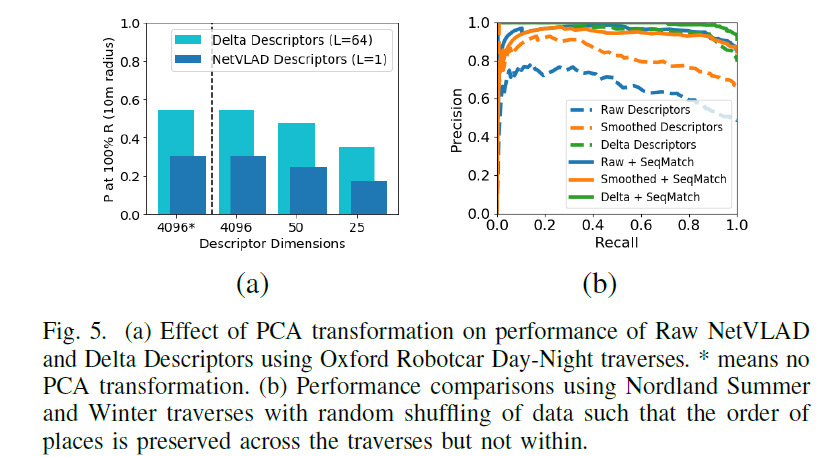 1.0
0.8
0.6
0.4
0.2
0.0
P at 100% R (10m radius)
Delta Descriptors (L=64)
NetVLAD Descriptors (L=1)
4096* 4096 50 25
Descriptor Dimensions
(a)
1.0
0.8
0.6
0.4
0.2
0.0
Precision
Raw Descriptors
Smoothed Descriptors
Delta Descriptors
Raw + SeqMatch
Smoothed + SeqMatch
Delta + SeqMatch
0.0 0.2 0.4 0.6 0.8 1.0
Recall
(b)
Fig. 5. (a) Effect of PCA transformation on performance of Raw NetVLAD
and Delta Descriptors using Oxford Robotcar Day-Night traverses. * means no
PCA transformation. (b) Performance comparisons using Nordland Summer
and Winter traverses with random shuffling of data such that the order of
places is preserved across the traverses but not within.